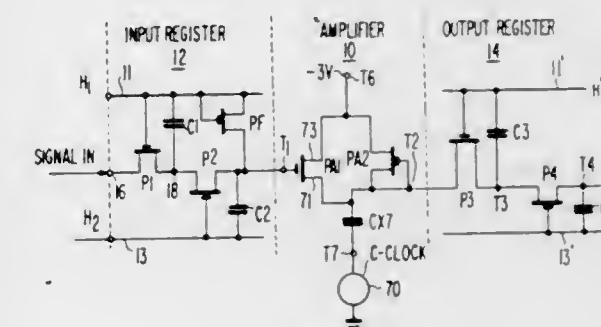 INPUT REGISTER
12
AMPLIFIER
10
OUTPUT REGISTER
14
-3V
T6
H1
11
11'
H'
C1
PF
73
T1
PA1
PA2
T2
C3
SIGNAL IN
16
P1
18
P2
71
C2
P3
T3
P4
T4
H2
13
CX7
13'
T7
C-CLOCK
70